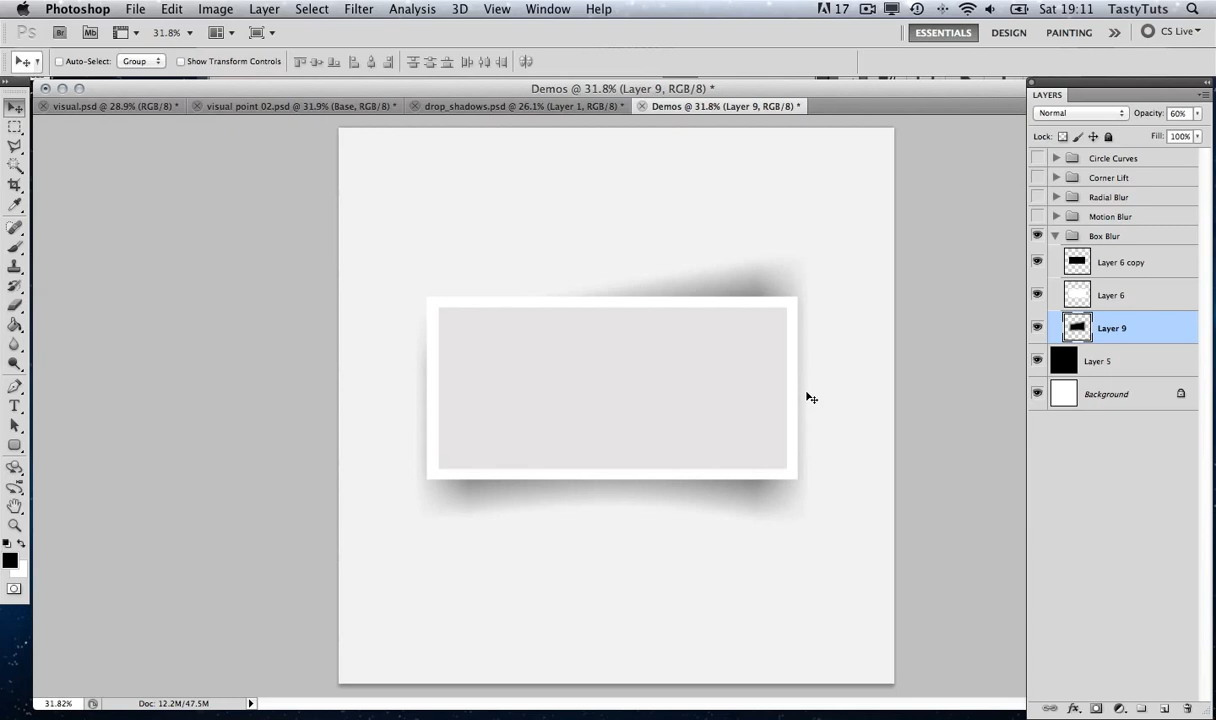 Photoshop File Edit Image Layer Select Filter Analysis 3D View Window Help 17 Sat 19:11 TastyTuts
Ps Br Mb 31.8% ESSENTIALS DESIGN PAINTING CS Live
Auto-Select: Group Show Transform Controls
Demos @ 31.8% (Layer 9, RGB/8) *
visual.psd @ 28.9% (RGB/8) * visual point 02.psd @ 31.9% (Base, RGB/8) * drop_shadows.psd @ 26.1% (Layer 1, RGB/8) * Demos @ 31.8% (Layer 9, RGB/8) *
LAYERS
Normal Opacity: 60%
Lock: Fill: 100%
Circle Curves
Corner Lift
Radial Blur
Motion Blur
Box Blur
Layer 6 copy
Layer 6
Layer 9
Layer 5
Background
31.82% Doc: 12.2M/47.5M